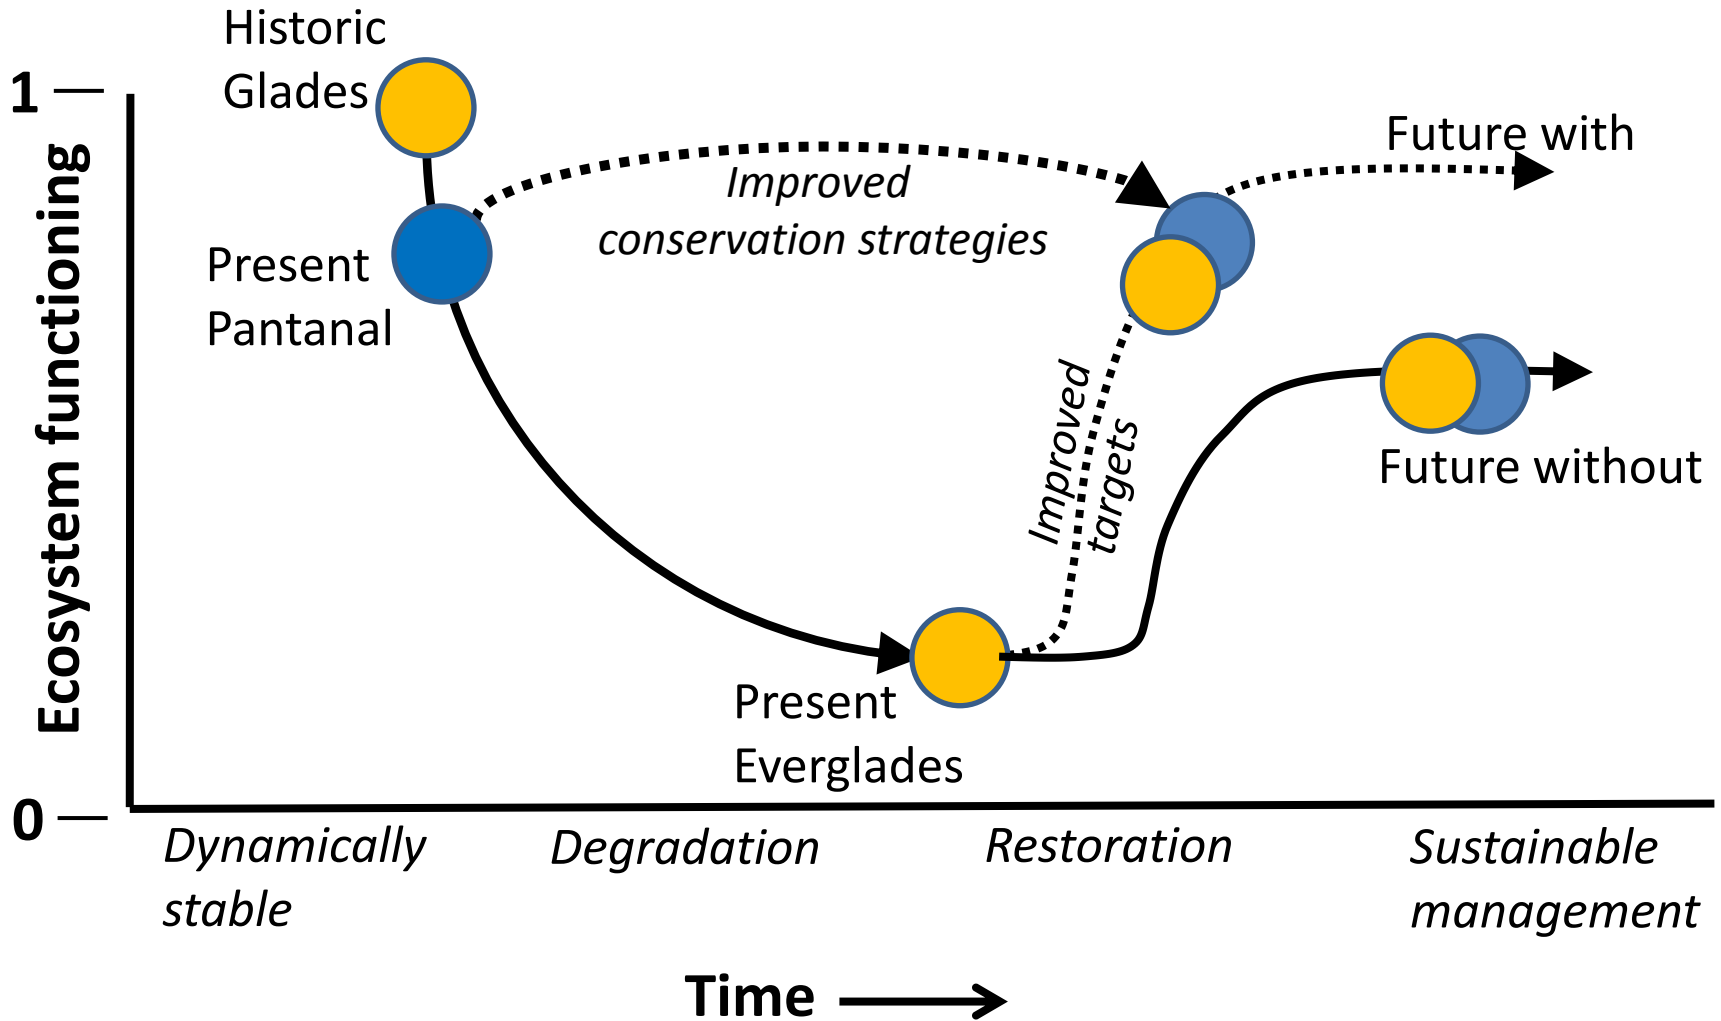 Historic
Glades
1
Ecosystem functioning
0
Present
Pantanal
Improved
conservation strategies
Future with
Improved
targets
Future without
Present
Everglades
Dynamically
stable
Degradation
Restoration
Sustainable
management
Time